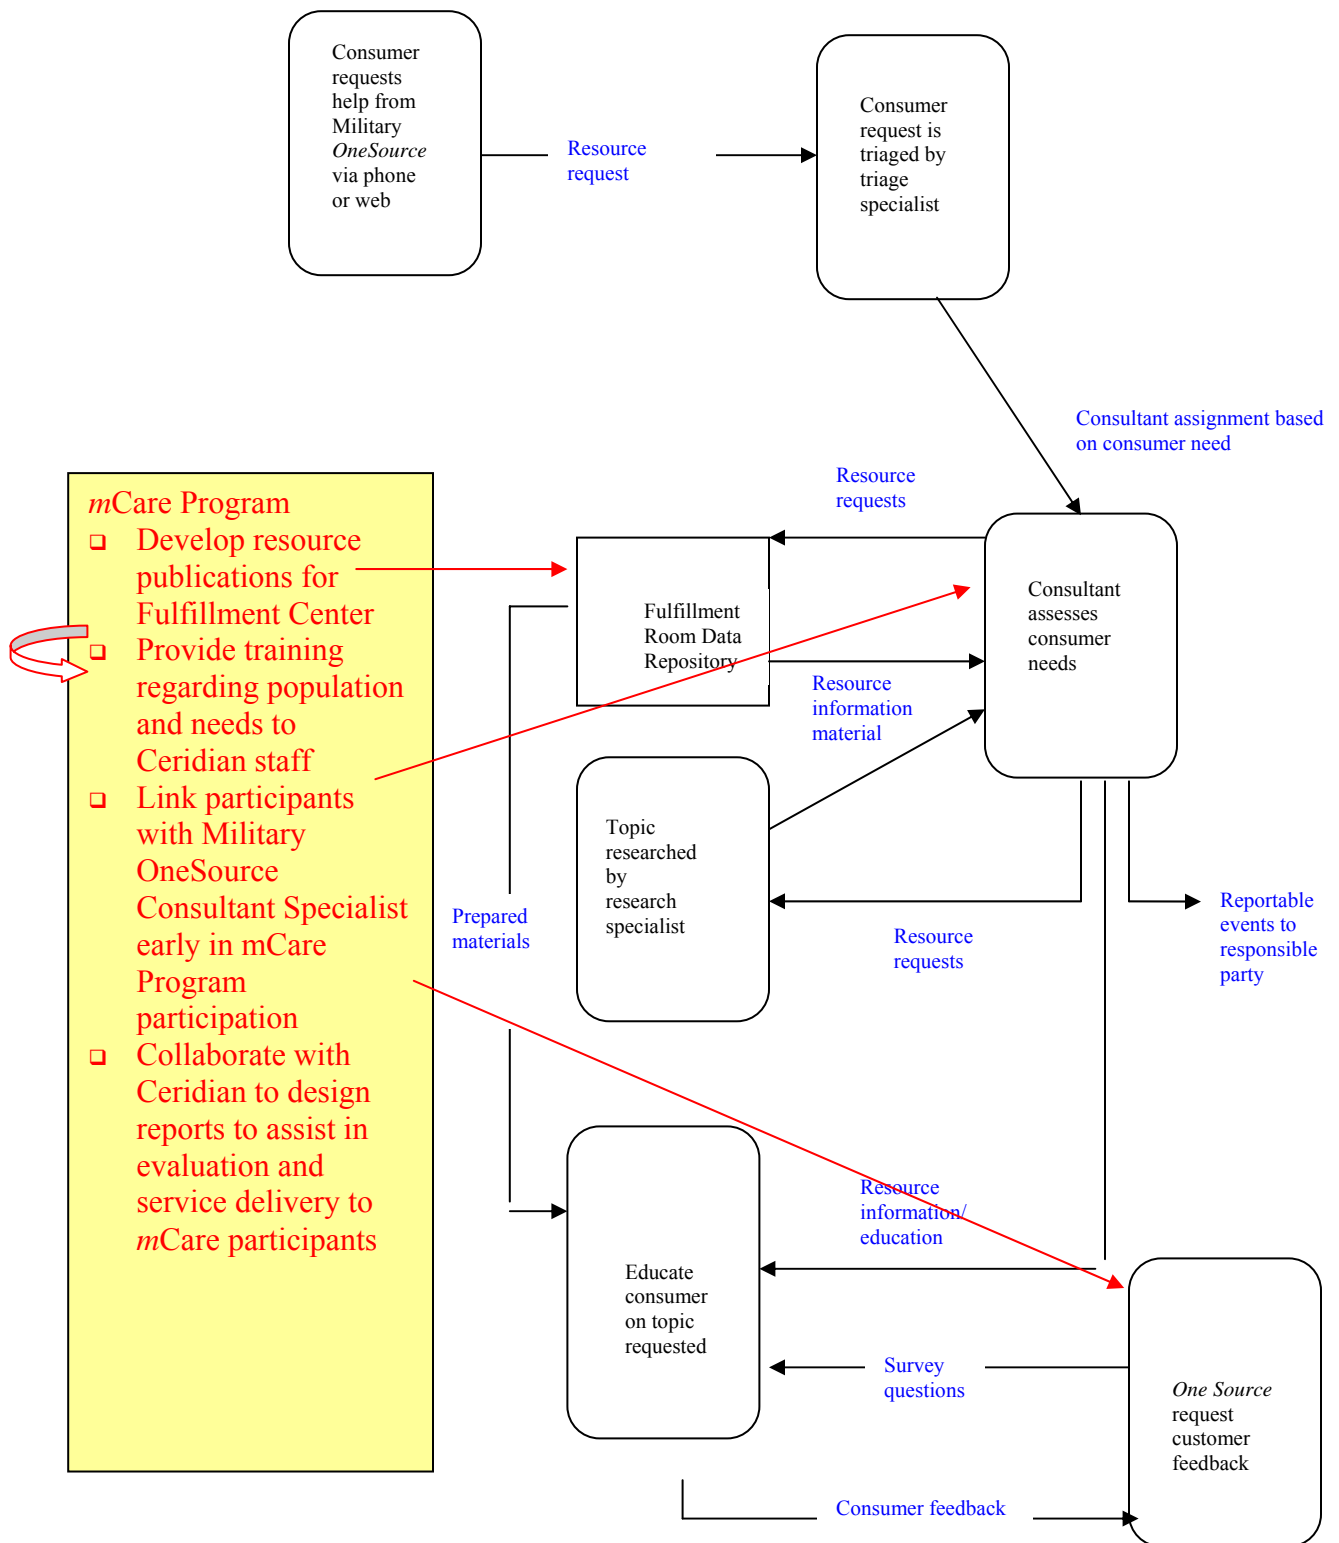 Consumer
requests
help from
Military
OneSource
via phone
or web
Resource
request
Consumer
request is
triaged by
triage
specialist
Consultant assignment based
on consumer need
mCare Program
❑ Develop resource
publications for
Fulfillment Center
❑ Provide training
regarding population
and needs to
Ceridian staff
❑ Link participants
with Military
OneSource
Consultant Specialist
early in mCare
Program
participation
❑ Collaborate with
Ceridian to design
reports to assist in
evaluation and
service delivery to
mCare participants
Resource
requests
Fulfillment
Room Data
Repository
Consultant
assesses
consumer
needs
Resource
information
material
Topic
researched
by
research
specialist
Prepared
materials
Resource
requests
Reportable
events to
responsible
party
Resource
information/
education
Educate
consumer
on topic
requested
Survey
questions
One Source
request
customer
feedback
Consumer feedback